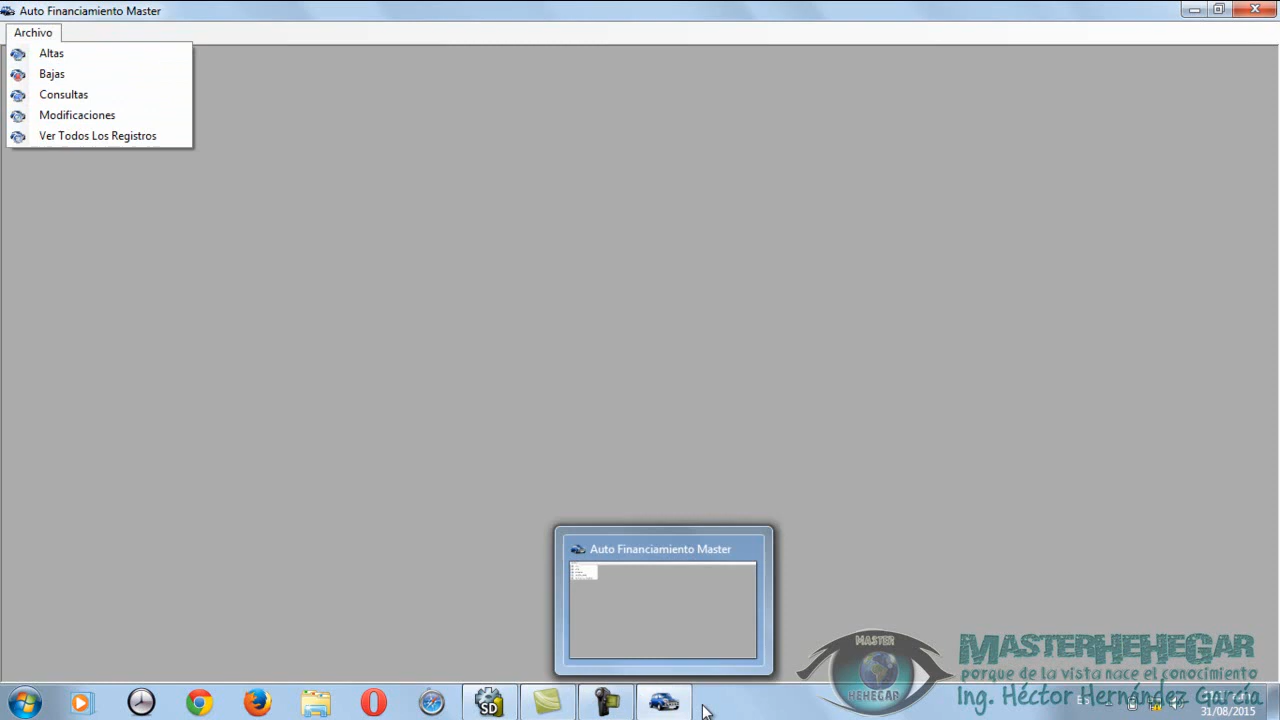 Auto Financiamiento Master
Archivo
Altas
Bajas
Consultas
Modificaciones
Ver Todos Los Registros
Auto Financiamiento Master
MASTER
HEHEGAR
MASTERHEHEGAR
porque de la vista nace el conocimiento
Ing. Héctor Hernández García
SD
ES
31/08/2015